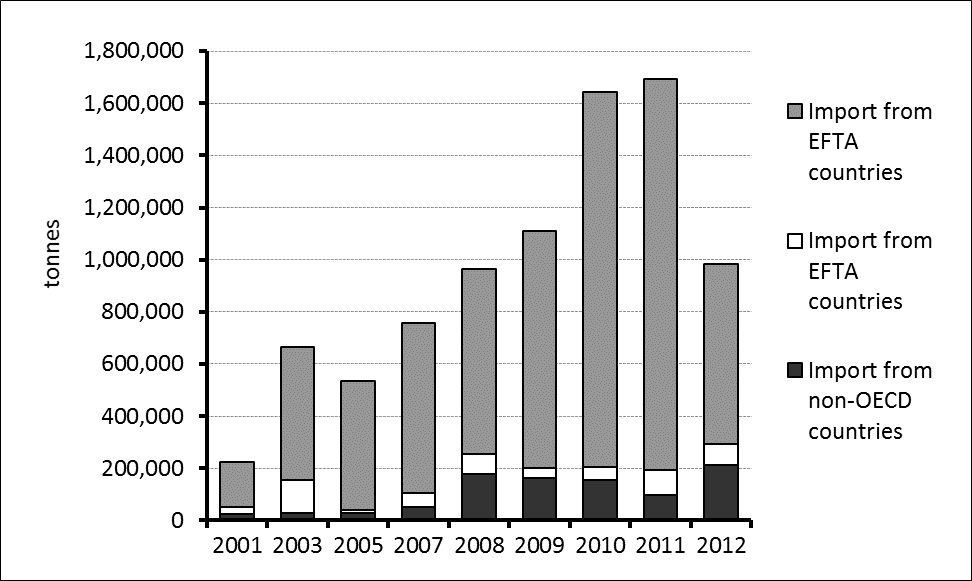 1,800,000
1,600,000
1,400,000
1,200,000
1,000,000
800,000
600,000
400,000
200,000
0
tonnes
2001 2003 2005 2007 2008 2009 2010 2011 2012
Import from
EFTA
countries
Import from
EFTA
countries
Import from
non-OECD
countries